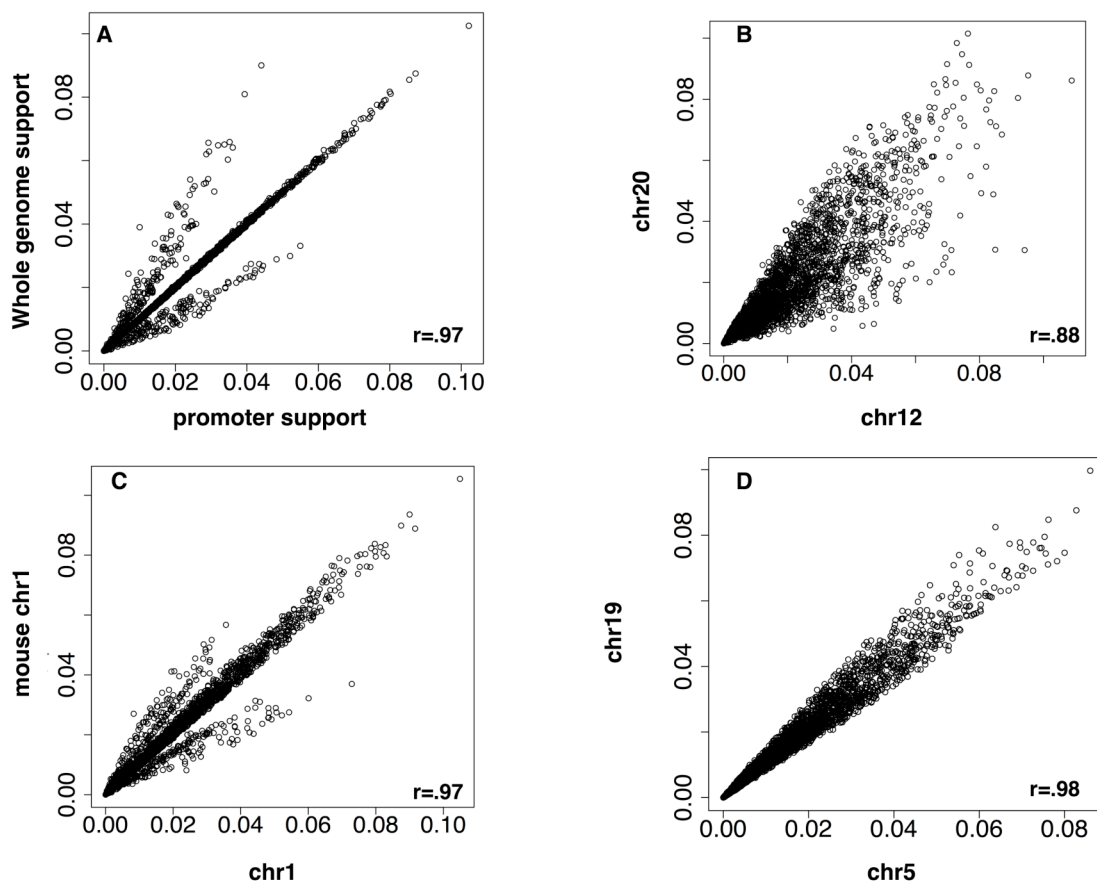 A
Whole genome support
0.00 0.04 0.08
r=.97
0.00 0.02 0.04 0.06 0.08 0.10
promoter support
B
chr20
0.00 0.04 0.08
r=.88
0.00 0.04 0.08
chr12
C
mouse chr1
0.00 0.04 0.08
r=.97
0.00 0.02 0.04 0.06 0.08 0.10
chr1
D
chr19
0.00 0.04 0.08
r=.98
0.00 0.02 0.04 0.06 0.08
chr5